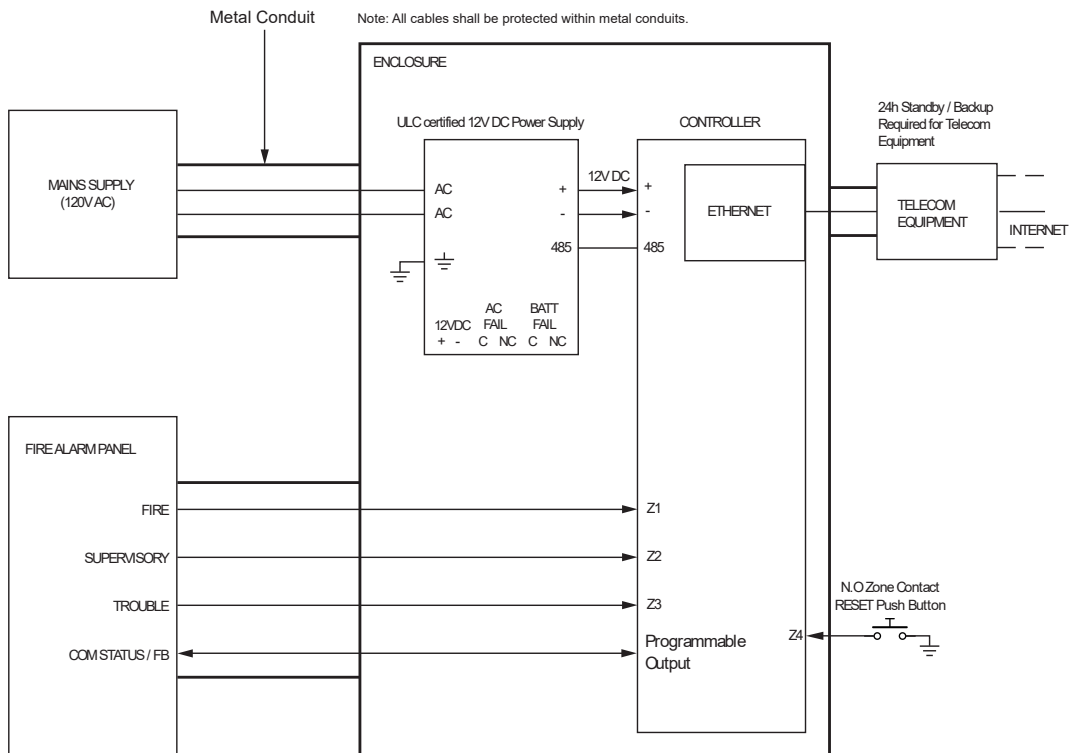 Metal Conduit
Note: All cables shall be protected within metal conduits.
ENCLOSURE
MAINS SUPPLY
(120V AC)
ULC certified 12V DC Power Supply
AC
AC
+
-
485
12VDC
+ -
AC
FAIL
C NC
BATT
FAIL
C NC
12V DC
CONTROLLER
+
-
485
ETHERNET
24h Standby / Backup
Required for Telecom
Equipment
TELECOM
EQUIPMENT
INTERNET
FIRE ALARM PANEL
FIRE
SUPERVISORY
TROUBLE
COM STATUS / FB
Z1
Z2
Z3
Programmable
Output
Z4
N.O Zone Contact
RESET Push Button